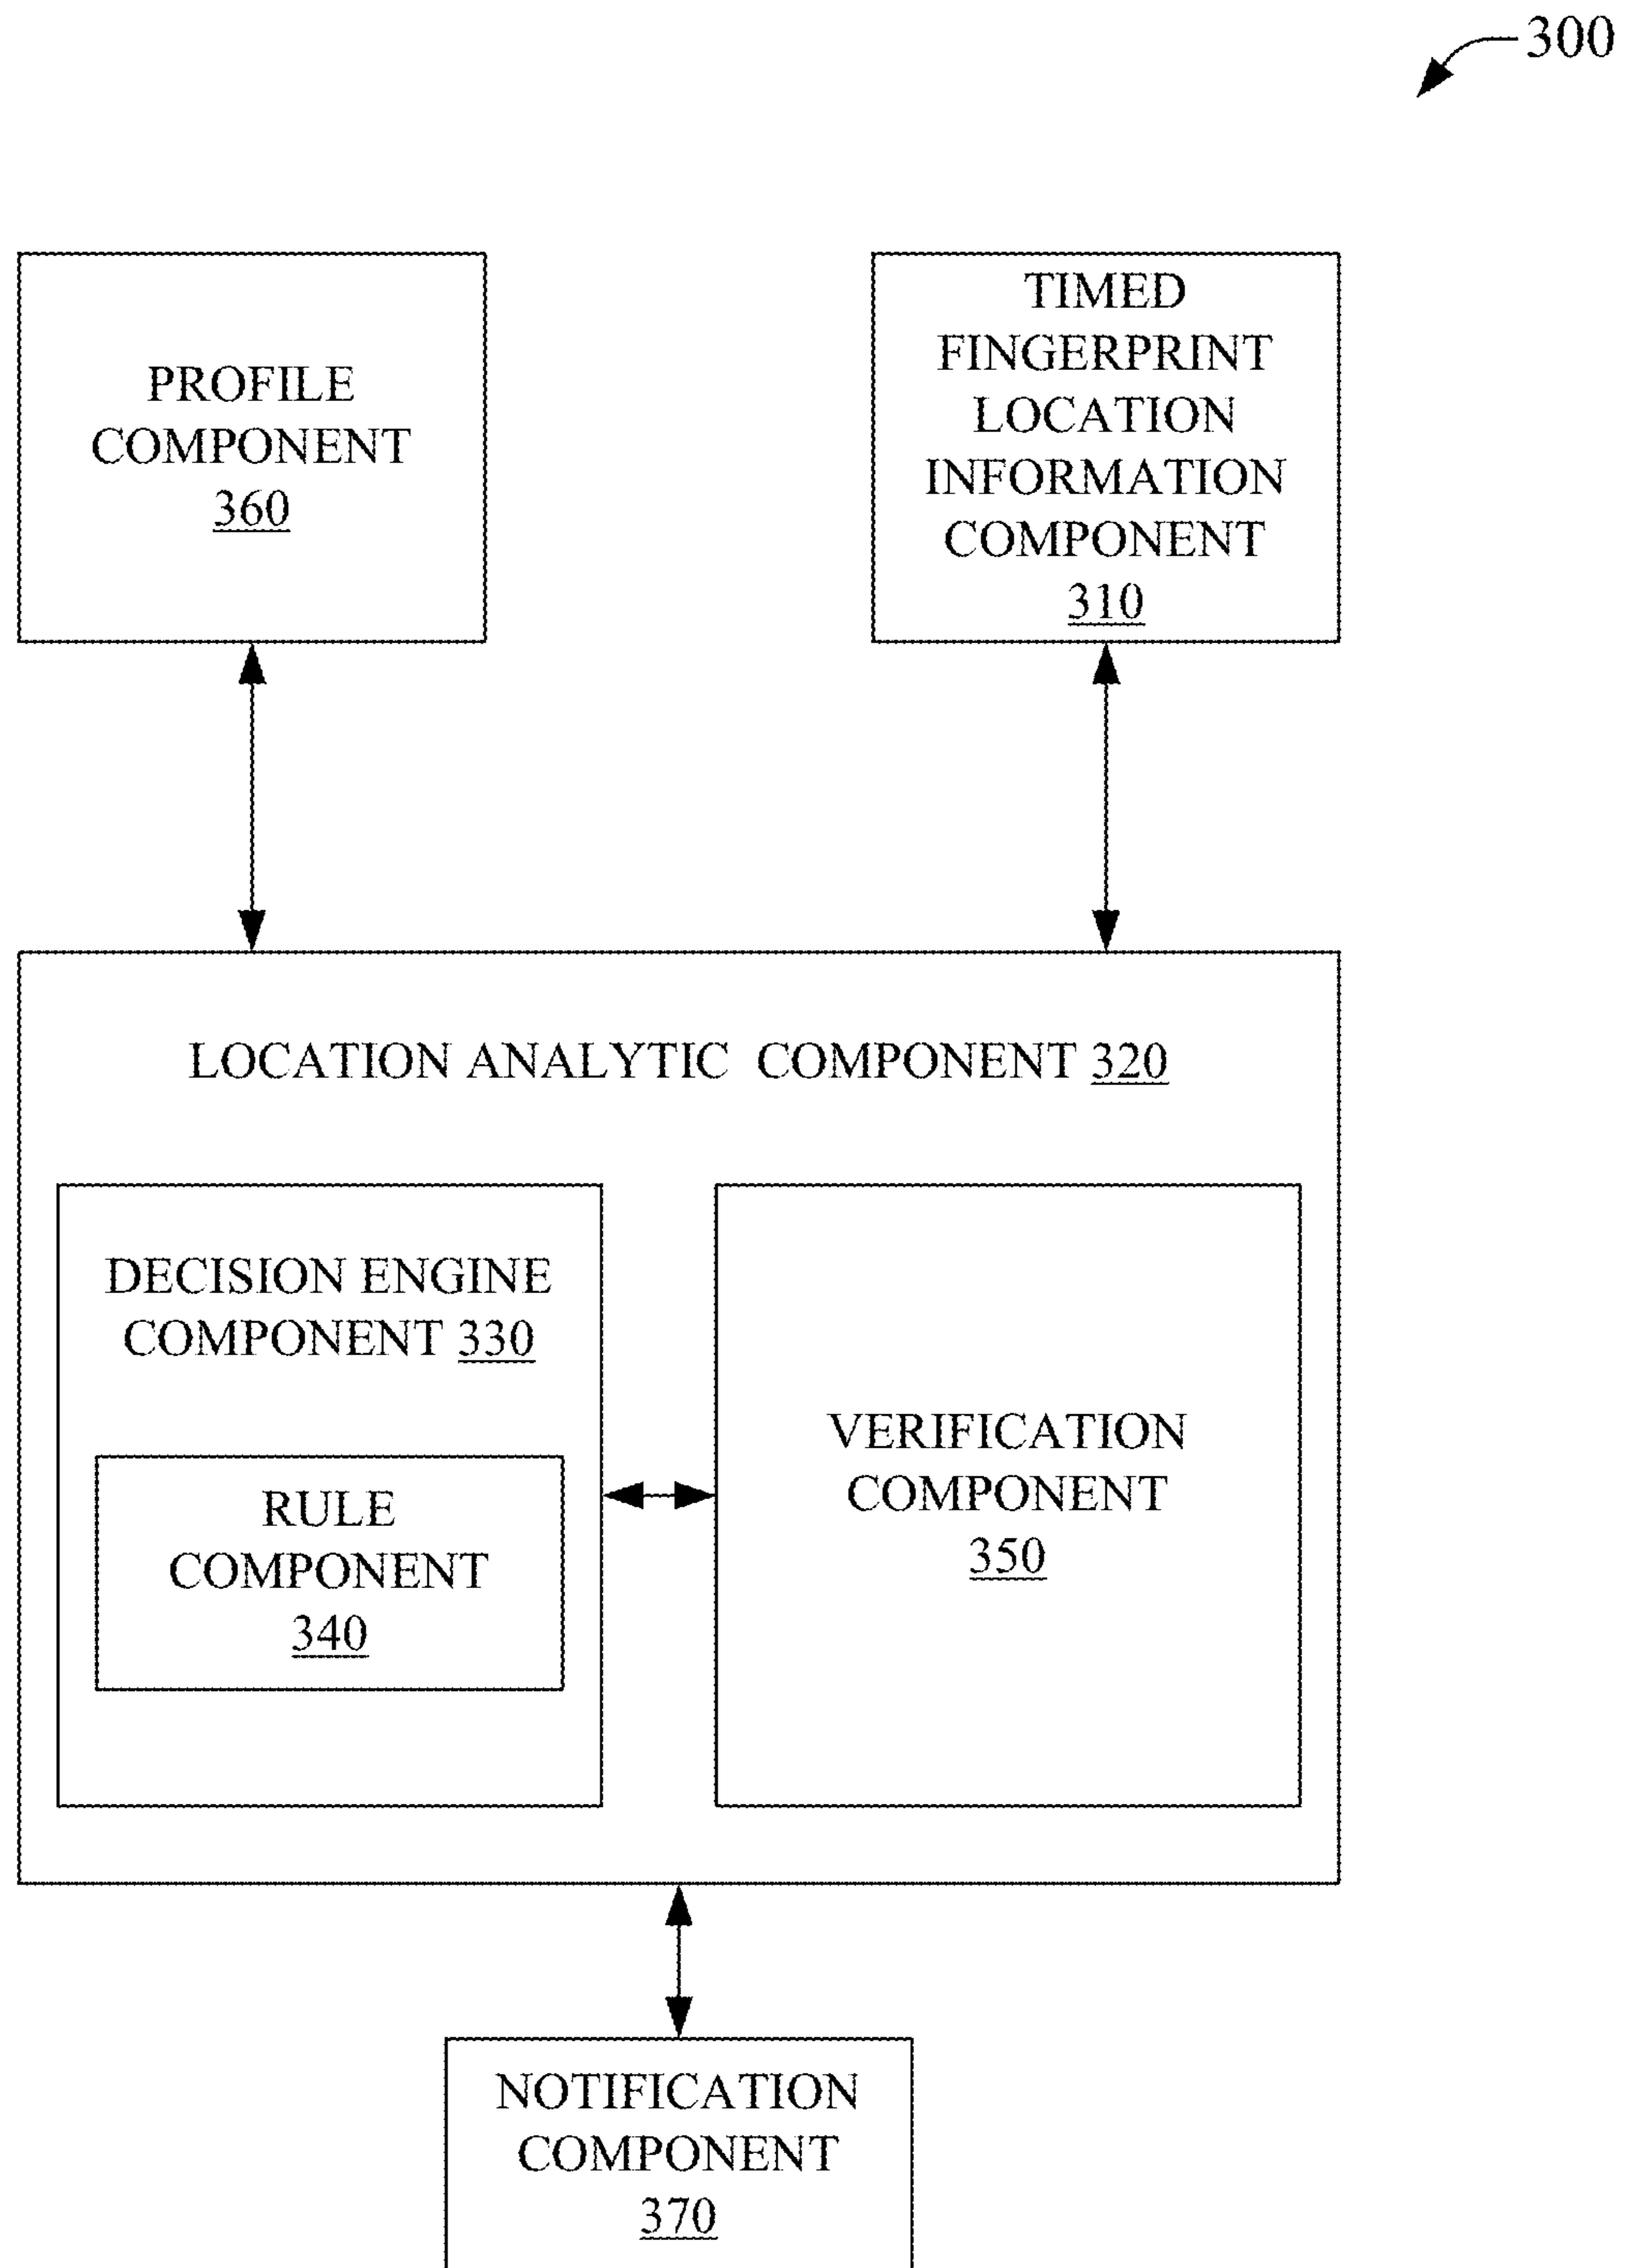 300
PROFILE
COMPONENT
360
TIMED
FINGERPRINT
LOCATION
INFORMATION
COMPONENT
310
LOCATION ANALYTIC COMPONENT 320
DECISION ENGINE
COMPONENT 330
RULE
COMPONENT
340
VERIFICATION
COMPONENT
350
NOTIFICATION
COMPONENT
370